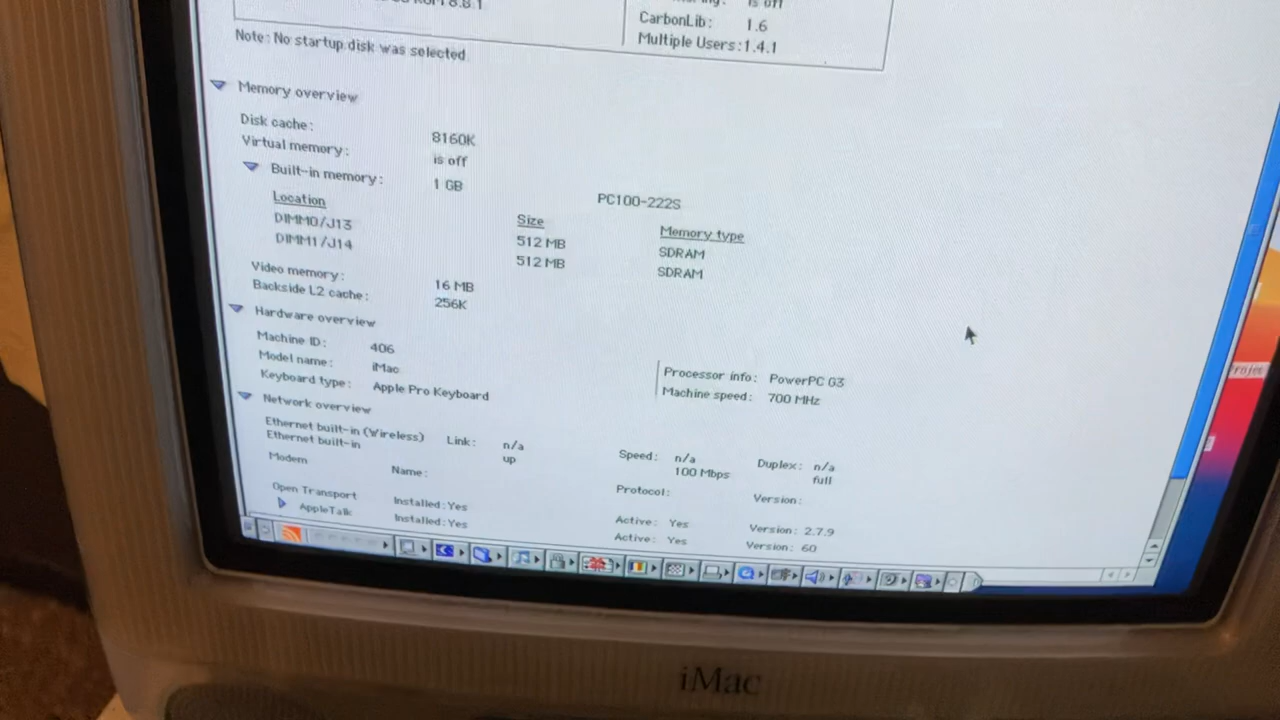 is off
CarbonLib: 1.6
Multiple Users: 1.4.1
Note: No startup disk was selected
Memory overview
Disk cache: 8160K
Virtual memory: is off
Built-in memory: 1 GB
PC100-222S
Location Size Memory type
DIMM0/J13 512 MB SDRAM
DIMM1/J14 512 MB SDRAM
Video memory: 16 MB
Backside L2 cache: 256K
Hardware overview
Machine ID: 406
Model name: iMac
Keyboard type: Apple Pro Keyboard
Processor info: PowerPC G3
Machine speed: 700 MHz
Network overview
Ethernet built-in (Wireless) Link: n/a Speed: n/a Duplex: n/a
Ethernet built-in up 100 Mbps full
Modem Name: Protocol: Version:
Open Transport Installed: Yes Active: Yes Version: 2.7.9
AppleTalk Installed: Yes Active: Yes Version: 60
iMac